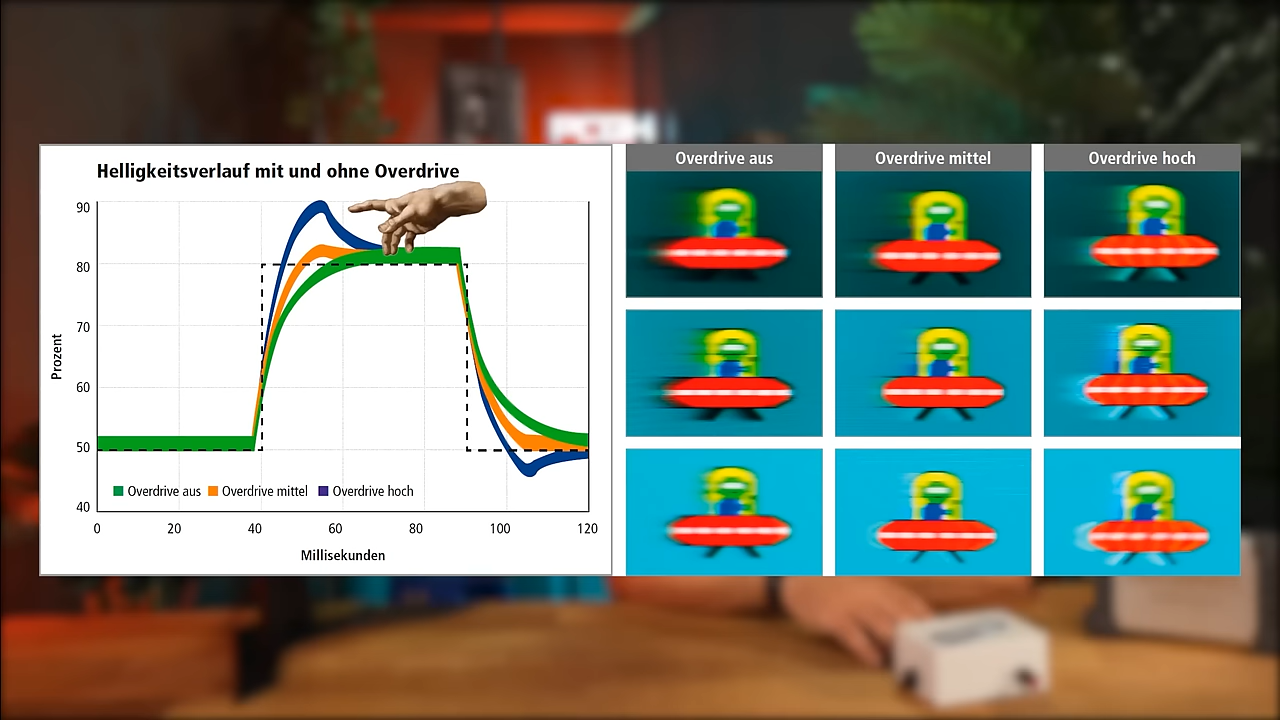 PCGH
Helligkeitsverlauf mit und ohne Overdrive
90
80
70
60
50
40
Prozent
Overdrive aus
Overdrive mittel
Overdrive hoch
0
20
40
60
80
100
120
Millisekunden
Overdrive aus
Overdrive mittel
Overdrive hoch